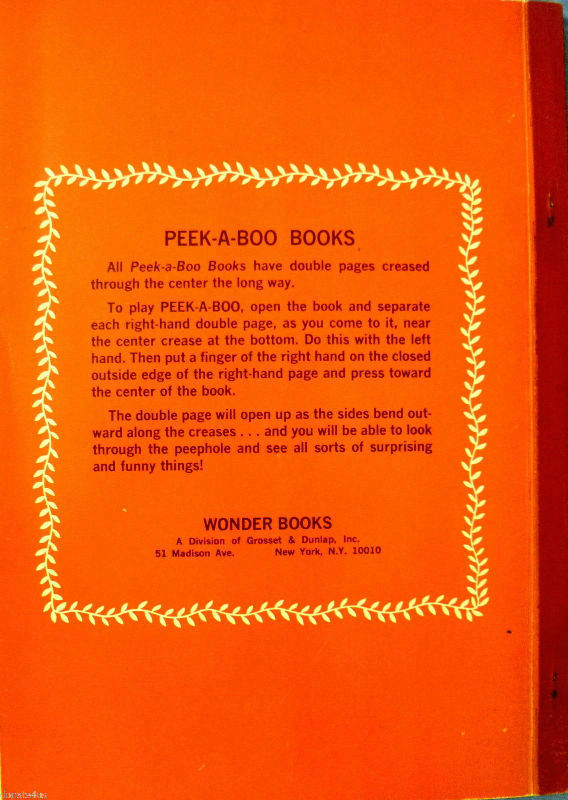 PEEK-A-BOO BOOKS
All Peek-a-Boo Books have double pages creased
through the center the long way.
To play PEEK-A-BOO, open the book and separate
each right-hand double page, as you come to it, near
the center crease at the bottom. Do this with the left
hand. Then put a finger of the right hand on the closed
outside edge of the right-hand page and press toward
the center of the book.
The double page will open up as the sides bend out-
ward along the creases . . . and you will be able to look
through the peephole and see all sorts of surprising
and funny things!
WONDER BOOKS
A Division of Grosset & Dunlap, Inc.
51 Madison Ave. New York, N.Y. 10010